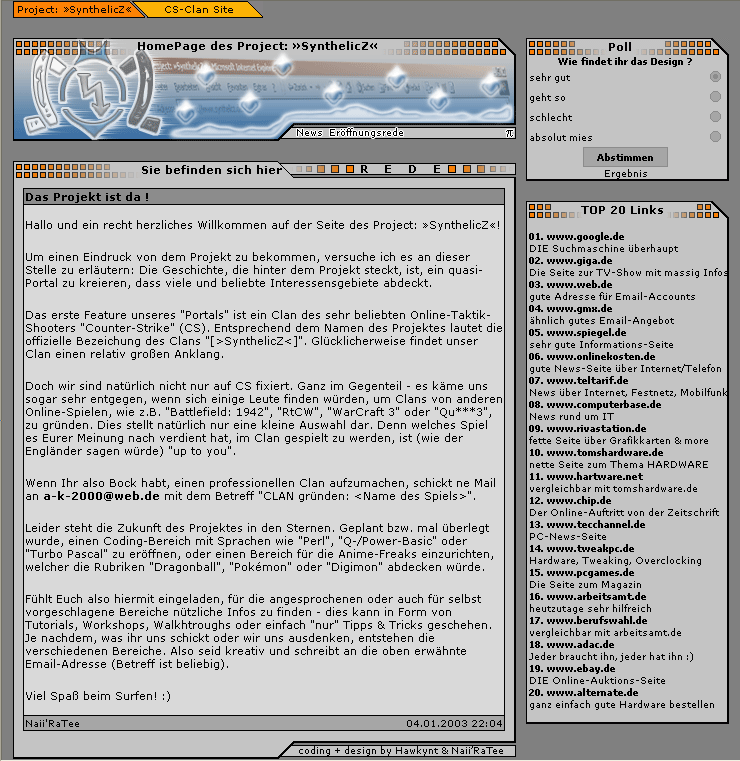 Project: »SynthelicZ«
CS-Clan Site
HomePage des Project: »SynthelicZ«
News Eröffnungsrede
π
Sie befinden sich hier
R E D E
Das Projekt ist da !
Hallo und ein recht herzliches Willkommen auf der Seite des Project: »SynthelicZ«!
Um einen Eindruck von dem Projekt zu bekommen, versuche ich es an dieser
Stelle zu erläutern: Die Geschichte, die hinter dem Projekt steckt, ist, ein quasi-
Portal zu kreieren, dass viele und beliebte Interessensgebiete abdeckt.
Das erste Feature unseres "Portals" ist ein Clan des sehr beliebten Online-Taktik-
Shooters "Counter-Strike" (CS). Entsprechend dem Namen des Projektes lautet die
offizielle Bezeichung des Clans "[>SynthelicZ<]". Glücklicherweise findet unser
Clan einen relativ großen Anklang.
Doch wir sind natürlich nicht nur auf CS fixiert. Ganz im Gegenteil - es käme uns
sogar sehr entgegen, wenn sich einige Leute finden würden, um Clans von anderen
Online-Spielen, wie z.B. "Battlefield: 1942", "RtCW", "WarCraft 3" oder "Qu***3",
zu gründen. Dies stellt natürlich nur eine kleine Auswahl dar. Denn welches Spiel
es Eurer Meinung nach verdient hat, im Clan gespielt zu werden, ist (wie der
Engländer sagen würde) "up to you".
Wenn Ihr also Bock habt, einen professionellen Clan aufzumachen, schickt ne Mail
an a-k-2000@web.de mit dem Betreff "CLAN gründen: <Name des Spiels>".
Leider steht die Zukunft des Projektes in den Sternen. Geplant bzw. mal überlegt
wurde, einen Coding-Bereich mit Sprachen wie "Perl", "Q-/Power-Basic" oder
"Turbo Pascal" zu eröffnen, oder einen Bereich für die Anime-Freaks einzurichten,
welcher die Rubriken "Dragonball", "Pokémon" oder "Digimon" abdecken würde.
Fühlt Euch also hiermit eingeladen, für die angesprochenen oder auch für selbst
vorgeschlagene Bereiche nützliche Infos zu finden - dies kann in Form von
Tutorials, Workshops, Walkhtroughs oder einfach "nur" Tipps & Tricks geschehen.
Je nachdem, was ihr uns schickt oder wir uns ausdenken, entstehen die
verschiedenen Bereiche. Also seid kreativ und schreibt an die oben erwähnte
Email-Adresse (Betreff ist beliebig).
Viel Spaß beim Surfen! :)
Naii'RaTee
04.01.2003 22:04
coding + design by Hawkynt & Naii'RaTee
Poll
Wie findet ihr das Design ?
sehr gut
geht so
schlecht
absolut mies
Abstimmen
Ergebnis
TOP 20 Links
01. www.google.de
DIE Suchmaschine überhaupt
02. www.giga.de
Die Seite zur TV-Show mit massig Infos
03. www.web.de
gute Adresse für Email-Accounts
04. www.gmx.de
ähnlich gutes Email-Angebot
05. www.spiegel.de
sehr gute Informations-Seite
06. www.onlinekosten.de
gute News-Seite über Internet/Telefon
07. www.teltarif.de
News über Internet, Festnetz, Mobilfunk
08. www.computerbase.de
News rund um IT
09. www.rivastation.de
fette Seite über Grafikkarten & more
10. www.tomshardware.de
nette Seite zum Thema HARDWARE
11. www.hartware.net
vergleichbar mit tomshardware.de
12. www.chip.de
Der Online-Auftritt von der Zeitschrift
13. www.tecchannel.de
PC-News-Seite
14. www.tweakpc.de
Hardware, Tweaking, Overclocking
15. www.pcgames.de
Die Seite zum Magazin
16. www.arbeitsamt.de
heutzutage sehr hilfreich
17. www.berufswahl.de
vergleichbar mit arbeitsamt.de
18. www.adac.de
Jeder braucht ihn, jeder hat ihn :)
19. www.ebay.de
DIE Online-Auktions-Seite
20. www.alternate.de
ganz einfach gute Hardware bestellen